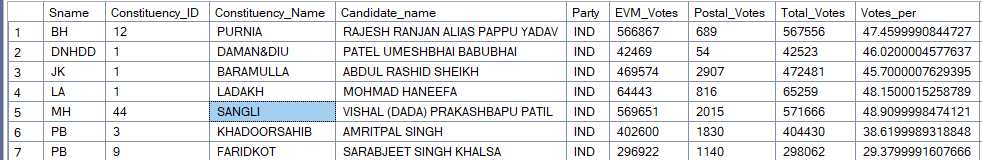 Sname Constituency_ID Constituency_Name Candidate_name Party EVM_Votes Postal_Votes Total_Votes Votes_per
1 BH 12 PURNIA RAJESH RANJAN ALIAS PAPPU YADAV IND 566867 689 567556 47.4599990844727
2 DNHDD 1 DAMAN&DIU PATEL UMESHBHAI BABUBHAI IND 42469 54 42523 46.0200004577637
3 JK 1 BARAMULLA ABDUL RASHID SHEIKH IND 469574 2907 472481 45.7000007629395
4 LA 1 LADAKH MOHMAD HANEEFA IND 64443 816 65259 48.1500015258789
5 MH 44 SANGLI VISHAL (DADA) PRAKASHBAPU PATIL IND 569651 2015 571666 48.9099998474121
6 PB 3 KHADOORSAHIB AMRITPAL SINGH IND 402600 1830 404430 38.6199989318848
7 PB 9 FARIDKOT SARABJEET SINGH KHALSA IND 296922 1140 298062 29.3799991607666